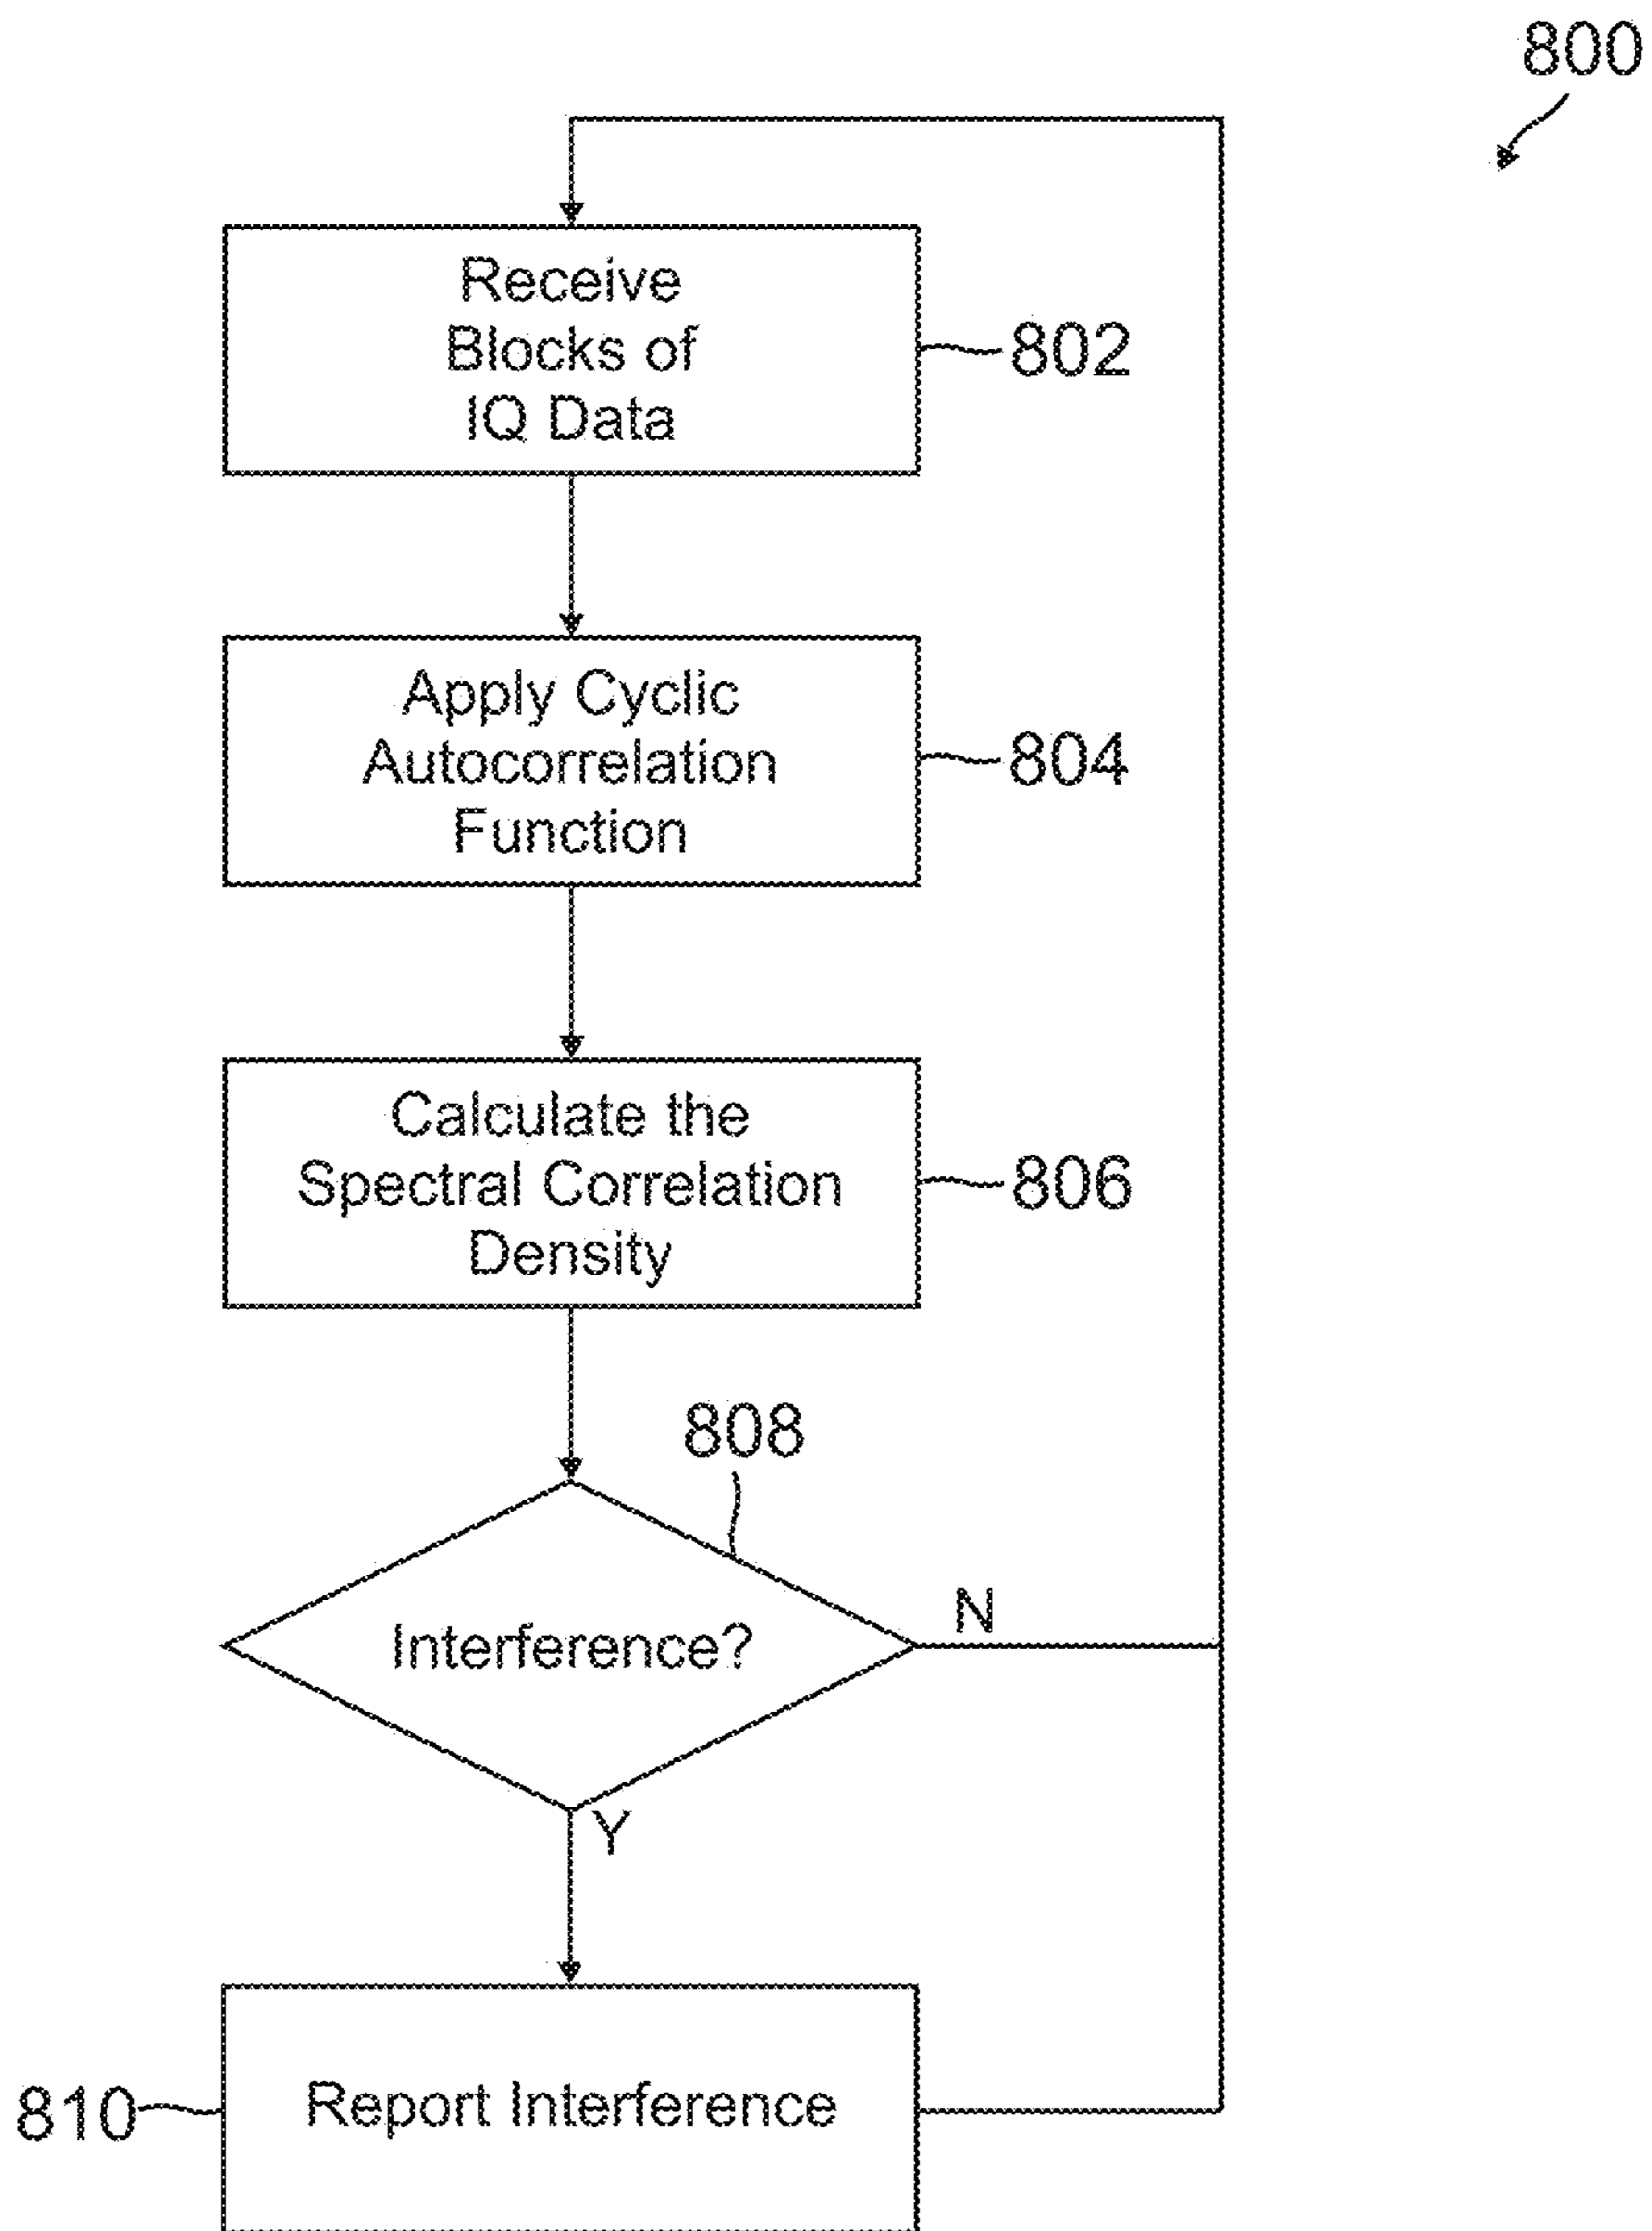 800
Receive
Blocks of
IQ Data
802
Apply Cyclic
Autocorrelation
Function
804
Calculate the
Spectral Correlation
Density
806
808
Interference?
N
Y
Report Interference
810